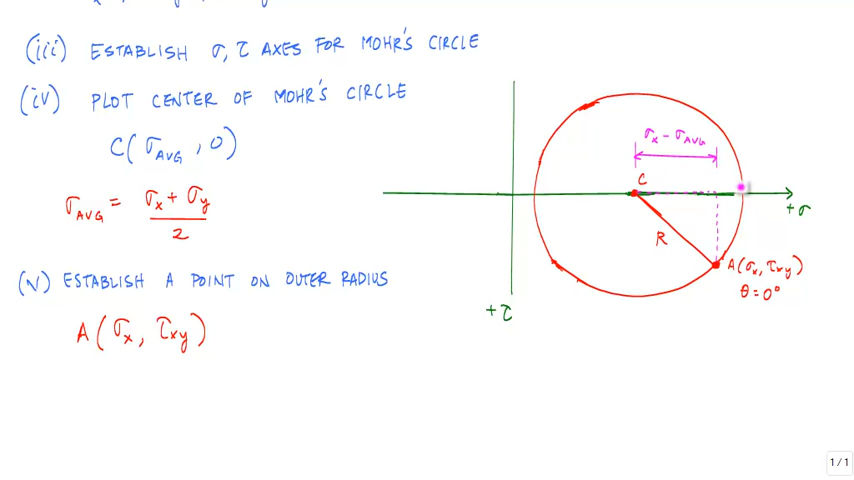 (iii) ESTABLISH σ, τ AXES FOR MOHR'S CIRCLE
(iv) PLOT CENTER OF MOHR'S CIRCLE
C(σAVG, 0)
σAVG = σx + σy / 2
(V) ESTABLISH A POINT ON OUTER RADIUS
A(σx, τxy)
σx - σAVG
C
+σ
R
A(σx, τxy)
θ = 0°
+τ
1/1